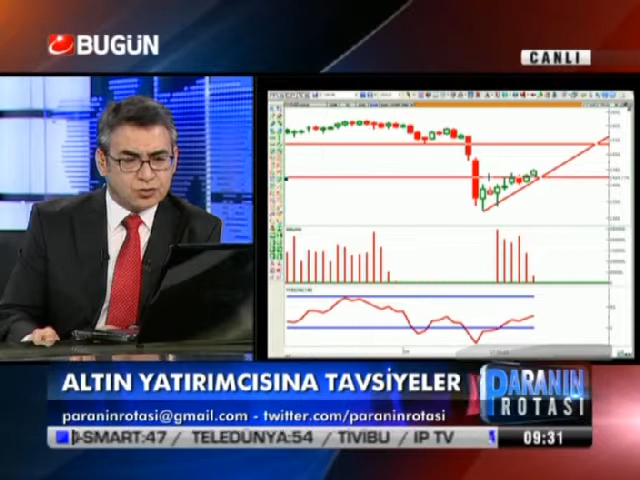 BUGÜN
CANLI
ALTIN YATIRIMCISINA TAVSİYELER
PARANIN
ROTASI
paraninrotasi@gmail.com - twitter.com/paraninrotasi
D-SMART:47 / TELEDÜNYA:54 / TIVIBU / IP TV
09:31